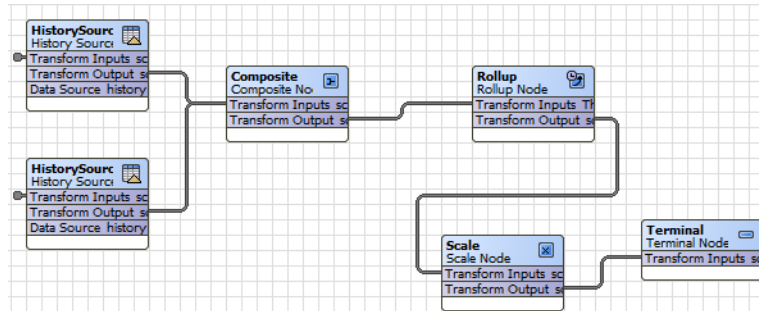 HistorySourc
History Source
Transform Inputs sc
Transform Output sc
Data Source history
Composite
Composite No
Transform Inputs sc
Transform Output sc
Rollup
Rollup Node
Transform Inputs Th
Transform Output sc
HistorySourc
History Source
Transform Inputs sc
Transform Output sc
Data Source history
Scale
Scale Node
Transform Inputs sc
Transform Output sc
Terminal
Terminal Node
Transform Inputs sc